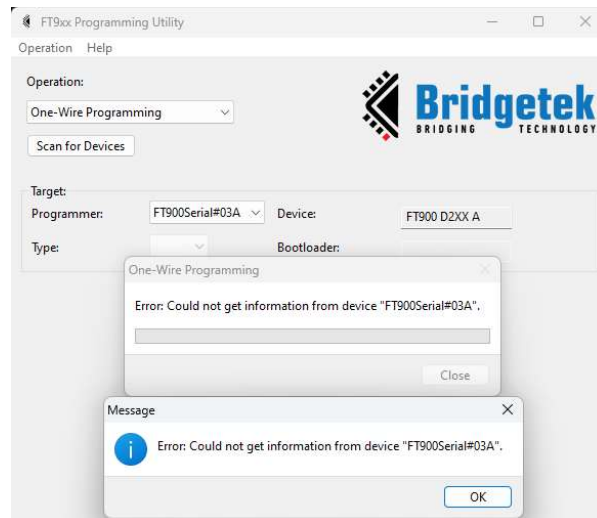 FT9xx Programming Utility
Operation Help
Operation:
One-Wire Programming
Scan for Devices
Bridgetek
BRIDGING TECHNOLOGY
Target:
Programmer: FT900Serial#03A Device: FT900 D2XX A
Type: Bootloader:
One-Wire Programming
Error: Could not get information from device "FT900Serial#03A".
Close
Message
Error: Could not get information from device "FT900Serial#03A".
OK